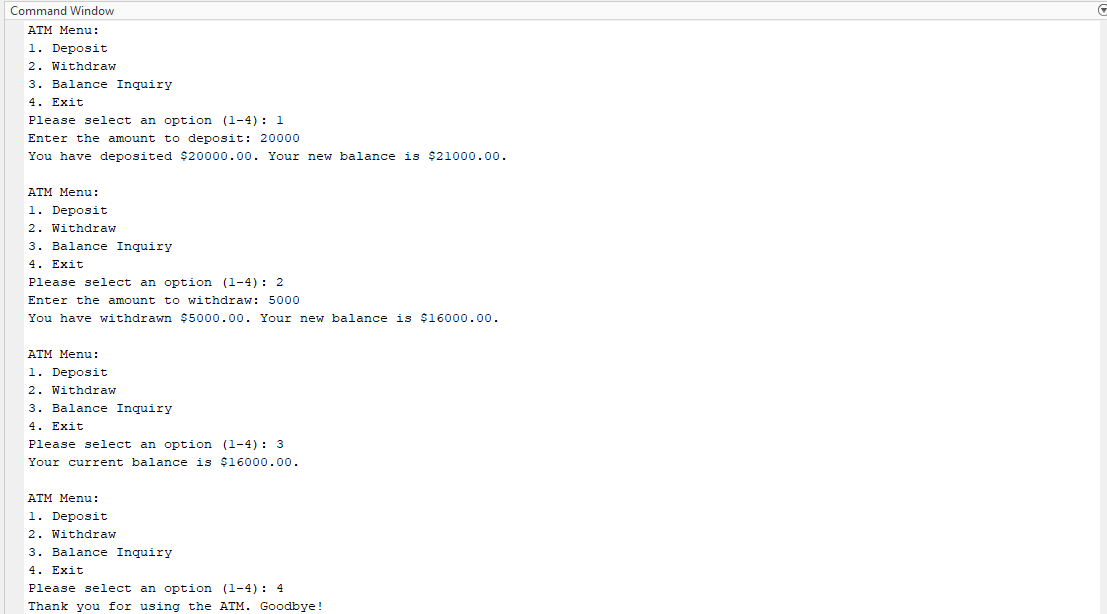 Command Window
ATM Menu:
1. Deposit
2. Withdraw
3. Balance Inquiry
4. Exit
Please select an option (1-4): 1
Enter the amount to deposit: 20000
You have deposited $20000.00. Your new balance is $21000.00.
ATM Menu:
1. Deposit
2. Withdraw
3. Balance Inquiry
4. Exit
Please select an option (1-4): 2
Enter the amount to withdraw: 5000
You have withdrawn $5000.00. Your new balance is $16000.00.
ATM Menu:
1. Deposit
2. Withdraw
3. Balance Inquiry
4. Exit
Please select an option (1-4): 3
Your current balance is $16000.00.
ATM Menu:
1. Deposit
2. Withdraw
3. Balance Inquiry
4. Exit
Please select an option (1-4): 4
Thank you for using the ATM. Goodbye!